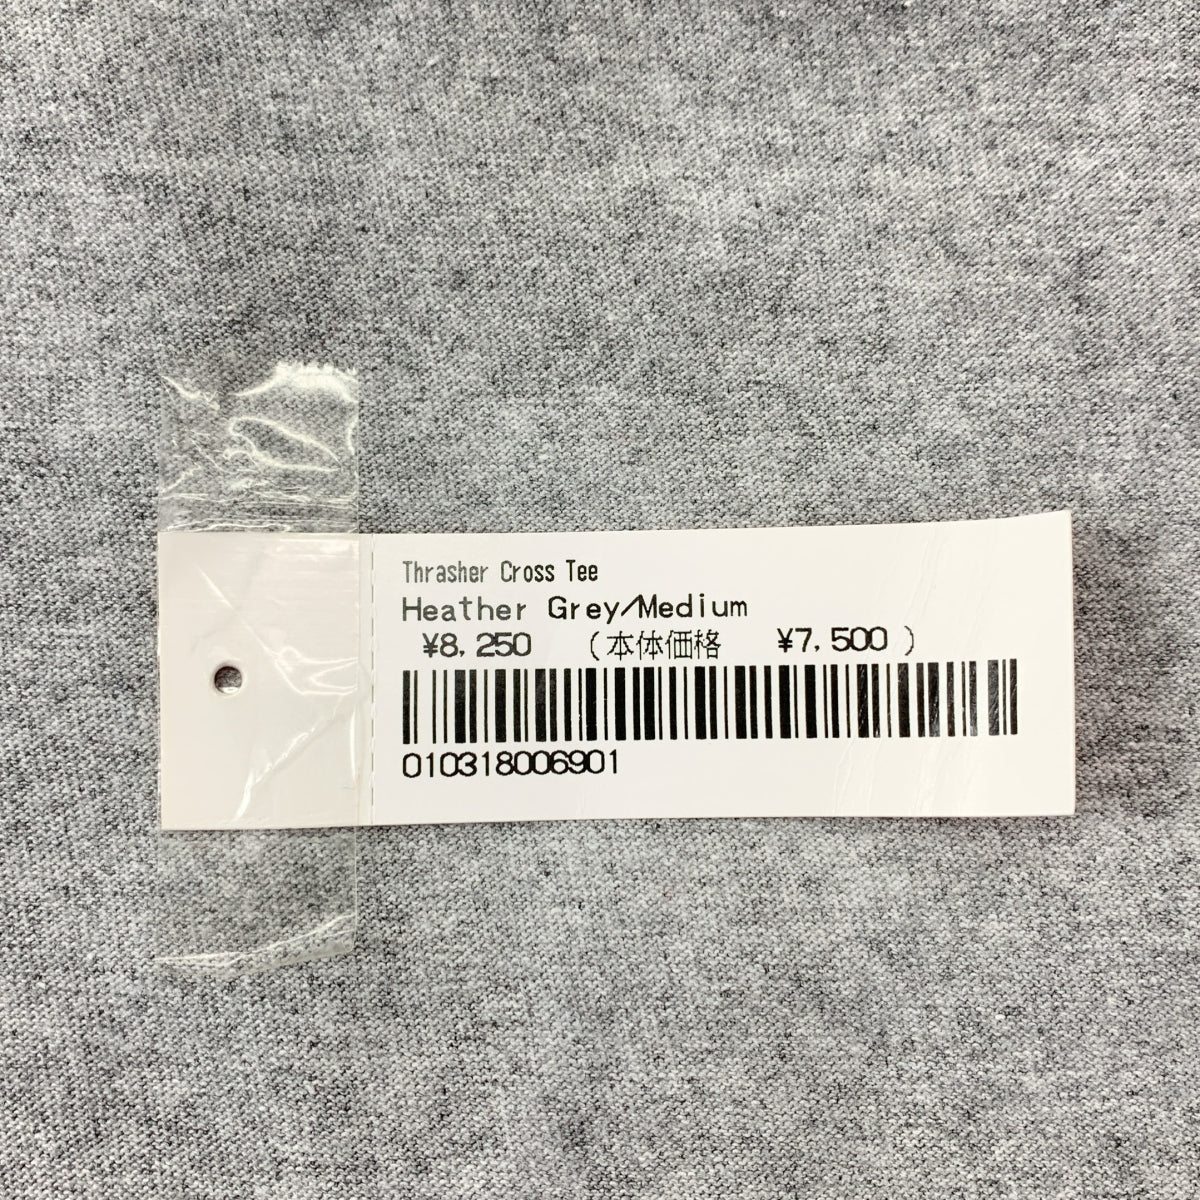 Thrasher Cross Tee
Heather Grey/Medium
¥8,250 (本体価格 ¥7,500 )
010318006901